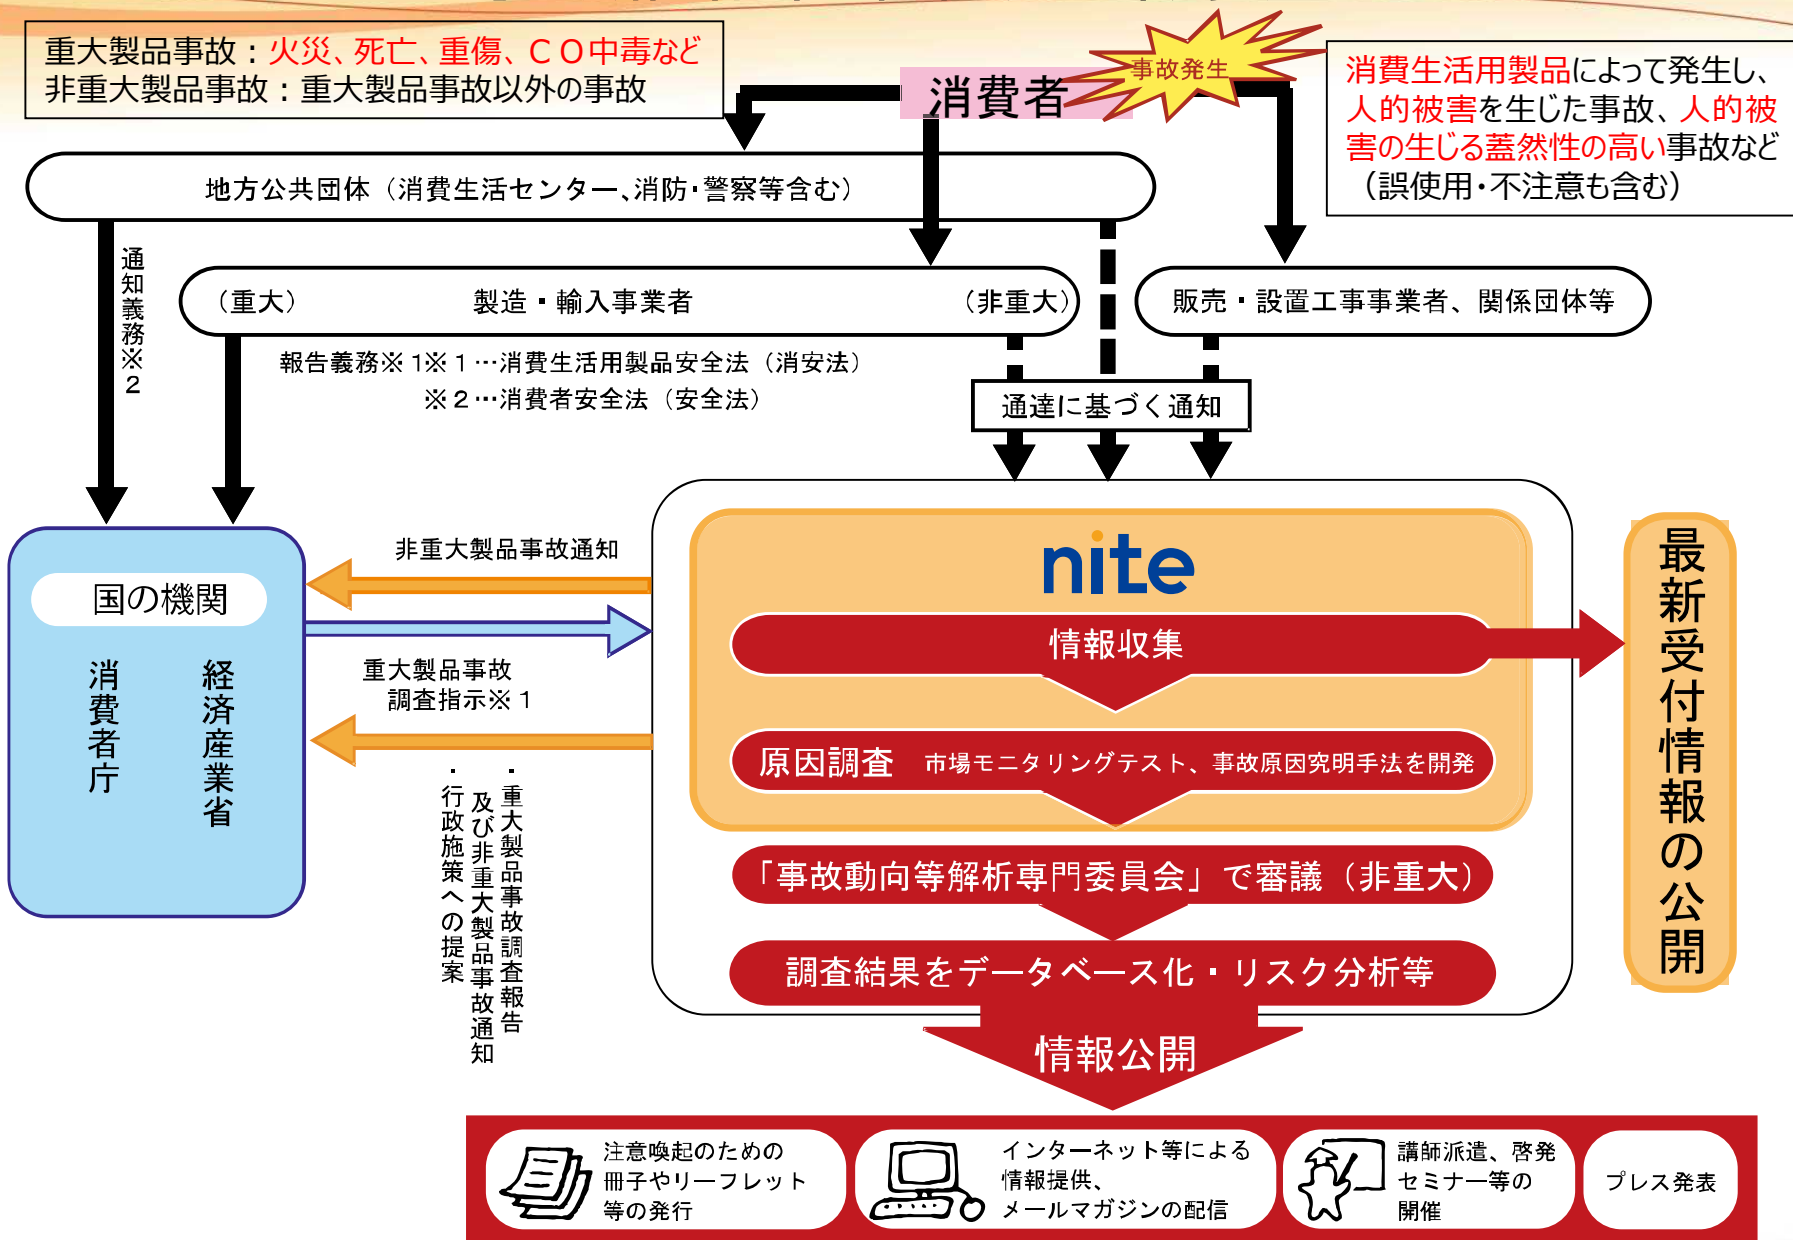 重大製品事故：火災、死亡、重傷、ＣＯ中毒など
非重大製品事故：重大製品事故以外の事故
消費者
事故発生
消費生活用製品によって発生し、
人的被害を生じた事故、人的被
害の生じる蓋然性の高い事故など
（誤使用・不注意も含む）
地方公共団体（消費生活センター、消防・警察等含む）
通知義務※２
（重大）　製造・輸入事業者　（非重大）
販売・設置工事事業者、関係団体等
報告義務※１※１…消費生活用製品安全法（消安法）
※２…消費者安全法（安全法）
通達に基づく通知
国の機関
消費者庁
経済産業省
非重大製品事故通知
重大製品事故
調査指示※１
・重大製品事故調査報告
及び非重大製品事故通知
・行政施策への提案
nite
情報収集
原因調査　市場モニタリングテスト、事故原因究明手法を開発
「事故動向等解析専門委員会」で審議（非重大）
調査結果をデータベース化・リスク分析等
情報公開
最新受付情報の公開
注意喚起のための
冊子やリーフレット
等の発行
インターネット等による
情報提供、
メールマガジンの配信
講師派遣、啓発
セミナー等の
開催
プレス発表